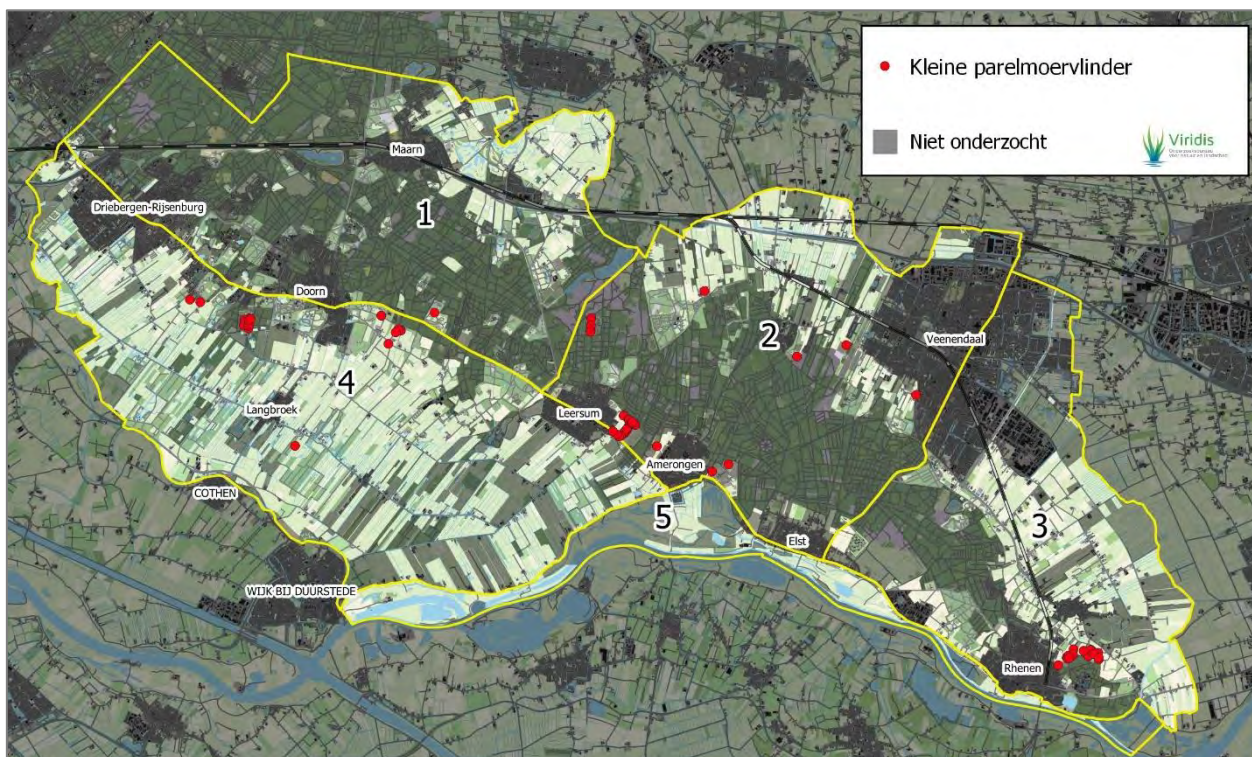 Kleine parelmoervlinder
Niet onderzocht
Viridis
Maarn
1
Driebergen-Rijsenburg
Doorn
2
Veenendaal
4
Langbroek
Leersum
Amerongen
COTHEN
5
3
Elst
WIJK BIJ DUURSTEDE
Rhenen